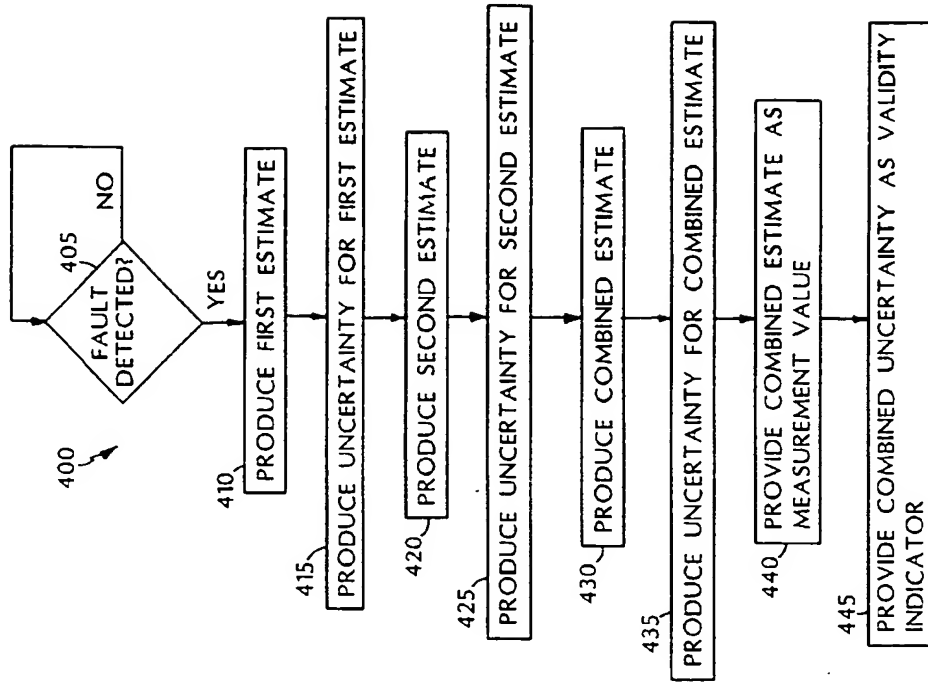 400
405
FAULT
DETECTED?
NO
YES
410
PRODUCE FIRST ESTIMATE
415
PRODUCE UNCERTAINTY FOR FIRST ESTIMATE
420
PRODUCE SECOND ESTIMATE
425
PRODUCE UNCERTAINTY FOR SECOND ESTIMATE
430
PRODUCE COMBINED ESTIMATE
435
PRODUCE UNCERTAINTY FOR COMBINED ESTIMATE
440
PROVIDE COMBINED ESTIMATE AS
MEASUREMENT VALUE
445
PROVIDE COMBINED UNCERTAINTY AS VALIDITY
INDICATOR